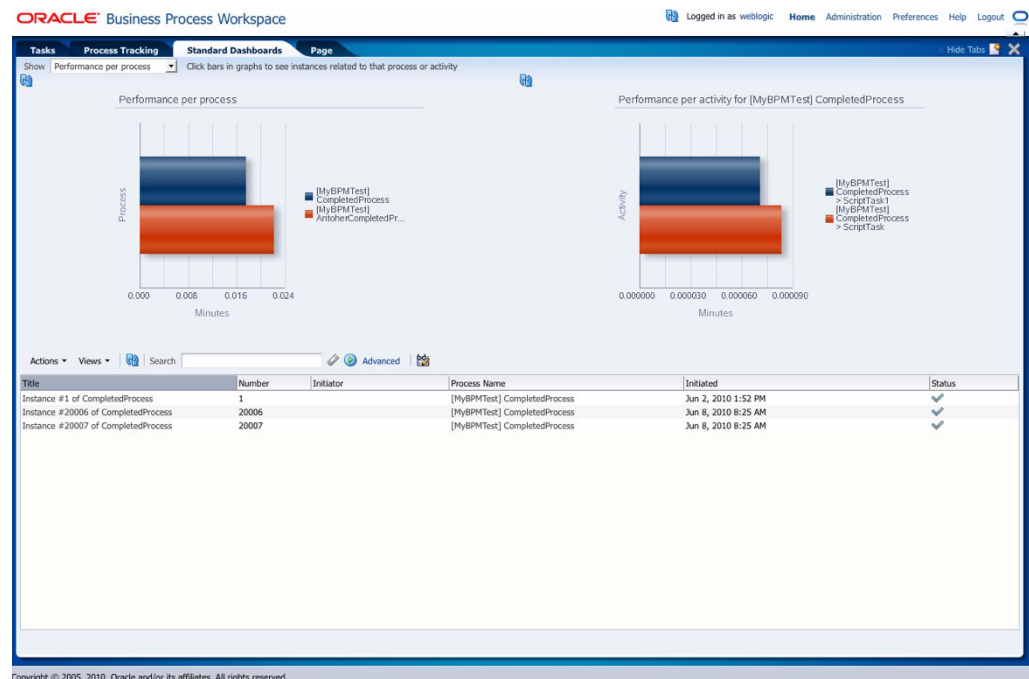 ORACLE Business Process Workspace
Logged in as weblogic Home Administration Preferences Help Logout
Tasks Process Tracking Standard Dashboards Page
:: Hide Tabs
Show Performance per process Click bars in graphs to see instances related to that process or activity
Performance per process
Process
[MyBPMTest]
CompletedProcess
[MyBPMTest]
AntoherCompletedPr...
0.000 0.008 0.016 0.024
Minutes
Performance per activity for [MyBPMTest] CompletedProcess
Activity
[MyBPMTest]
CompletedProcess
> ScriptTask1
[MyBPMTest]
CompletedProcess
> ScriptTask
0.000000 0.000030 0.000060 0.000090
Minutes
Actions Views Search Advanced
Title Number Initiator Process Name Initiated Status
Instance #1 of CompletedProcess 1 [MyBPMTest] CompletedProcess Jun 2, 2010 1:52 PM
Instance #20006 of CompletedProcess 20006 [MyBPMTest] CompletedProcess Jun 8, 2010 8:25 AM
Instance #20007 of CompletedProcess 20007 [MyBPMTest] CompletedProcess Jun 8, 2010 8:25 AM
Copyright © 2005, 2010, Oracle and/or its affiliates. All rights reserved.